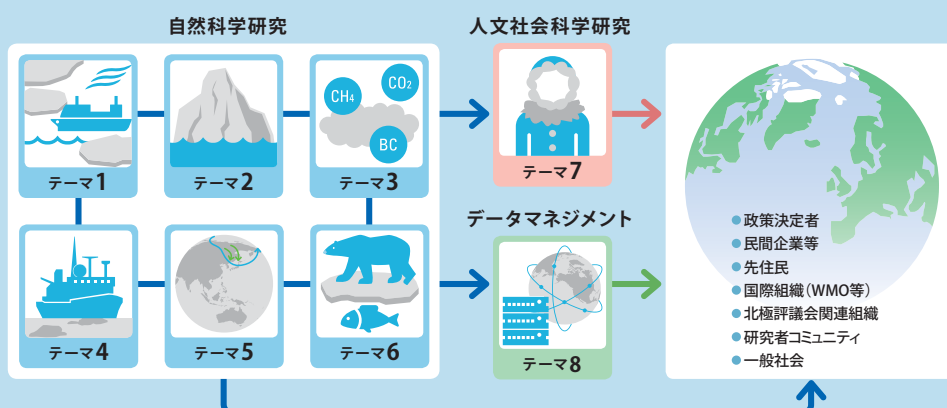 自然科学研究
人文社会科学研究
CH₄
CO₂
BC
テーマ1
テーマ2
テーマ3
テーマ7
データマネジメント
テーマ4
テーマ5
テーマ6
テーマ8
●政策決定者
●民間企業等
●先住民
●国際組織（WMO等）
●北極評議会関連組織
●研究者コミュニティ
●一般社会